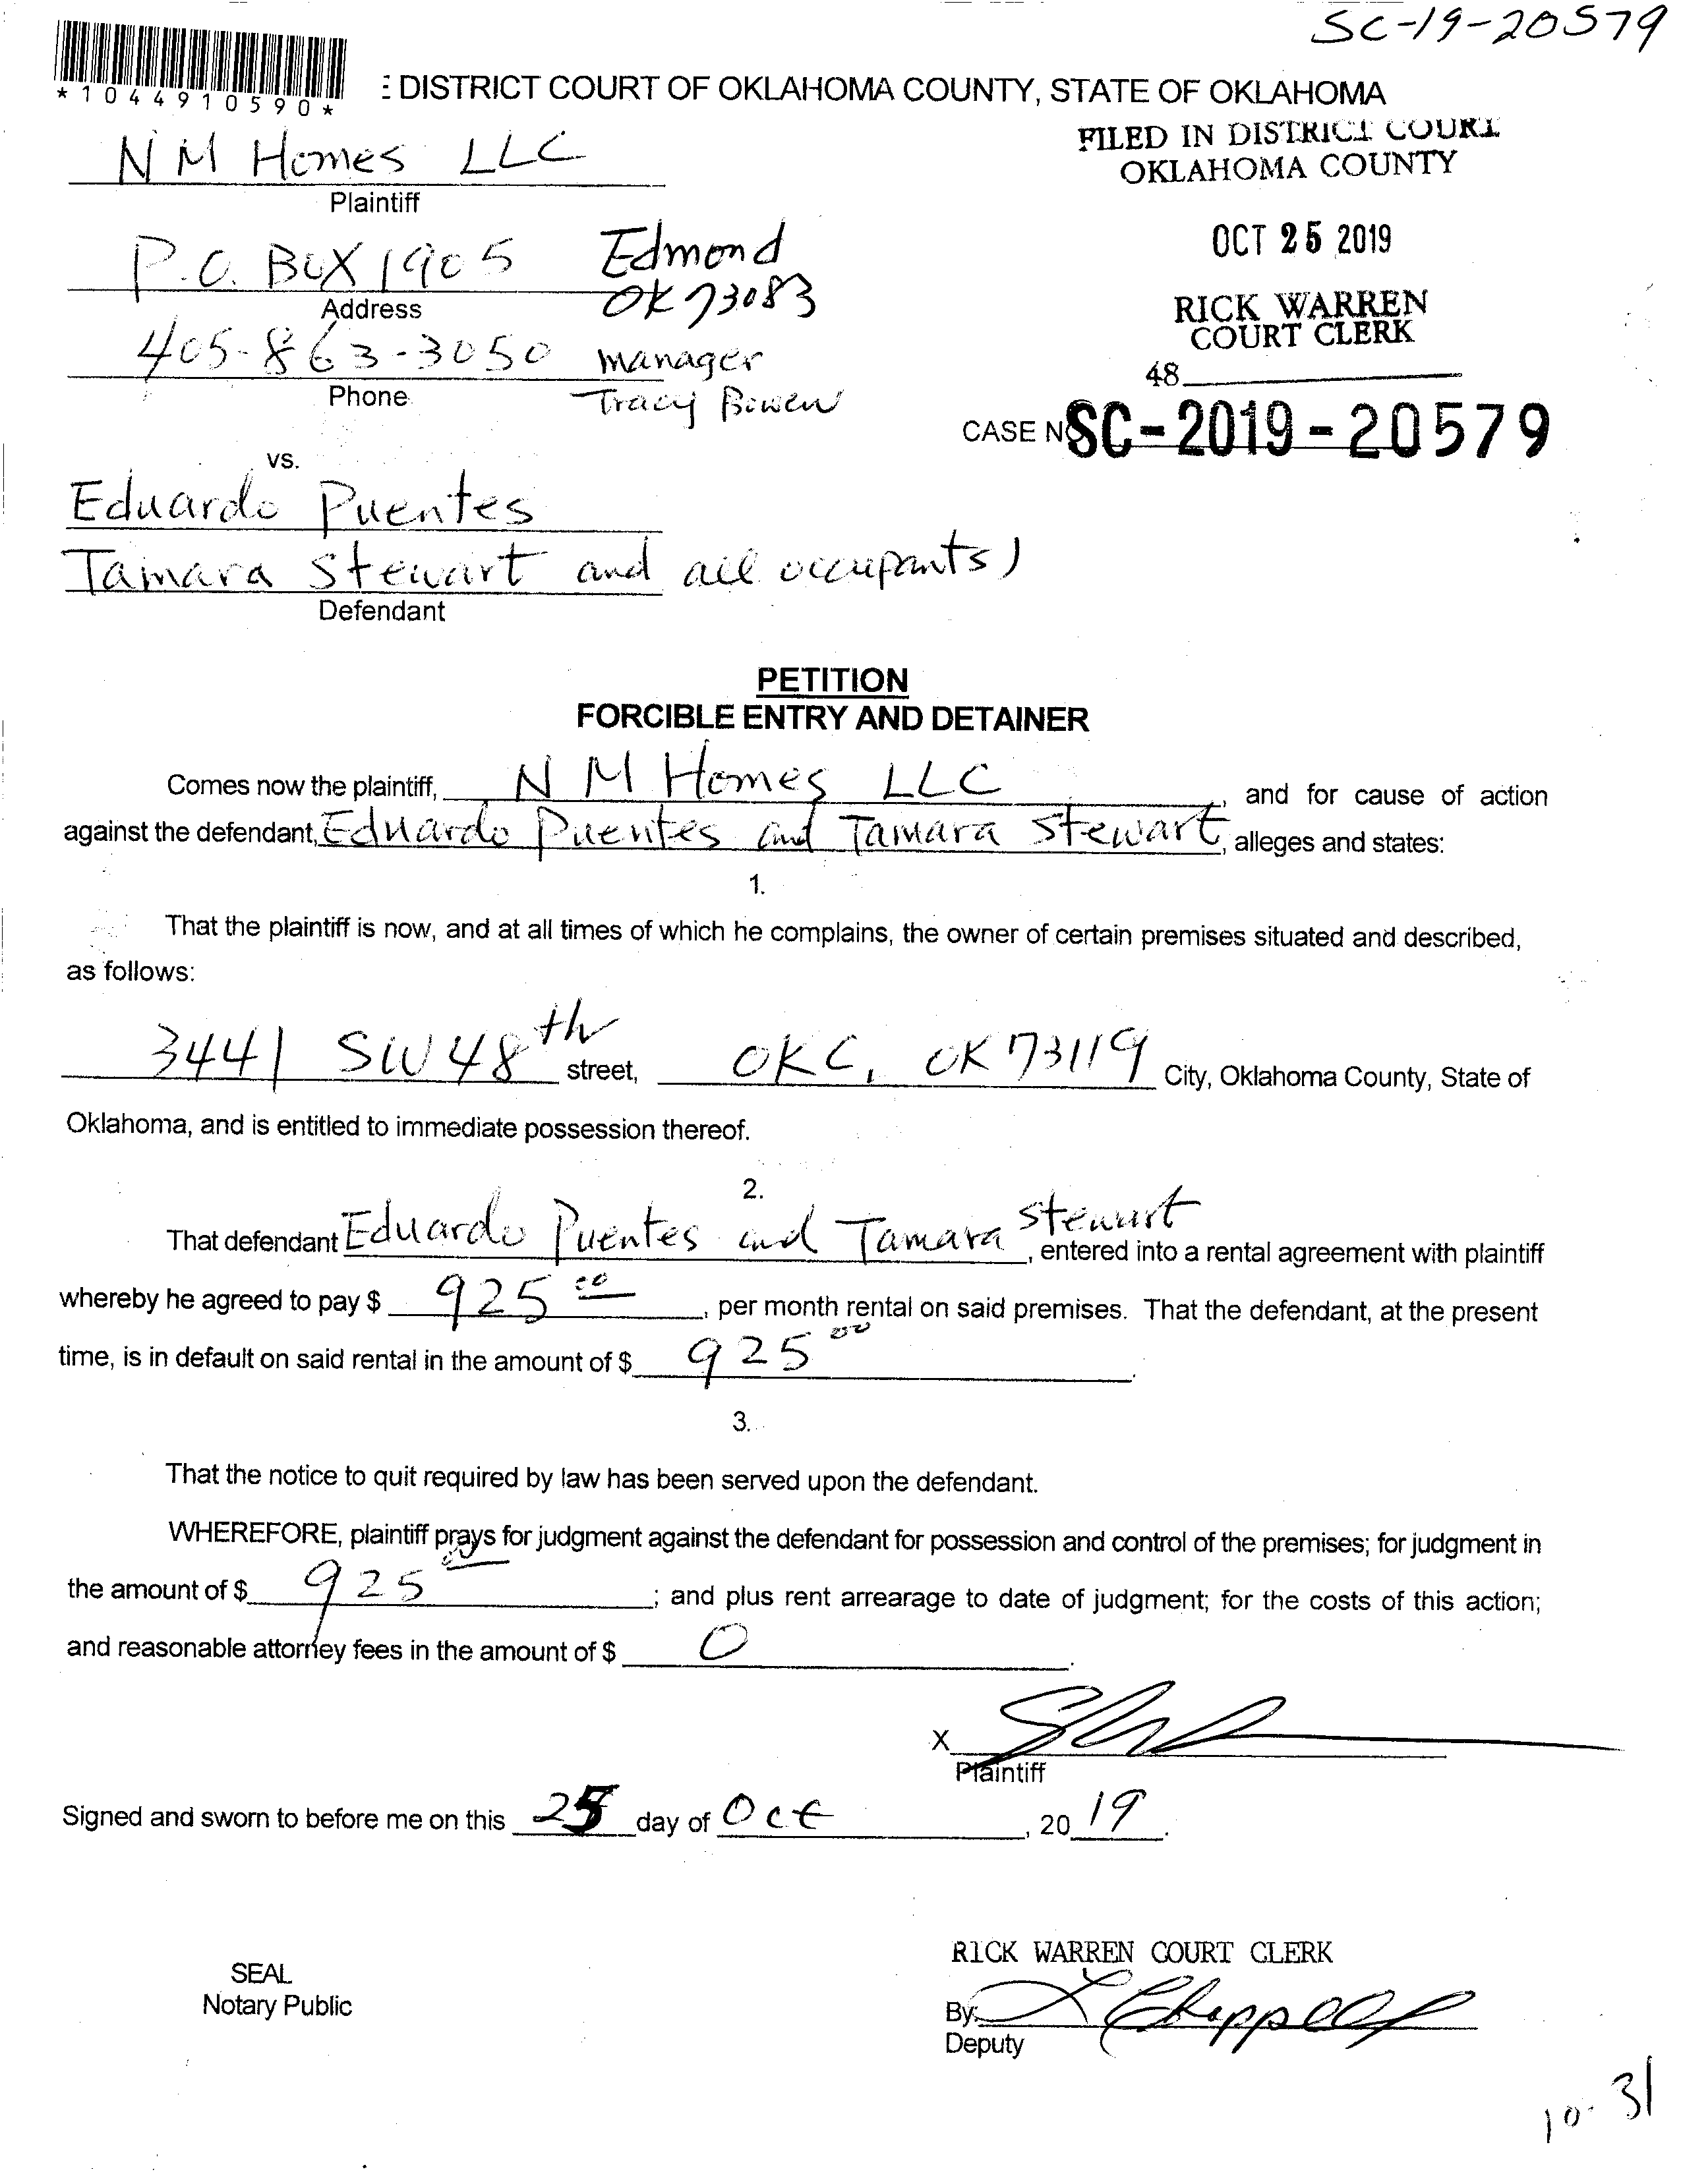 SC-19-20579
*1044910590*
: DISTRICT COURT OF OKLAHOMA COUNTY, STATE OF OKLAHOMA
FILED IN DISTRICT COURT
OKLAHOMA COUNTY
N M Homes LLC
Plaintiff
OCT 25 2019
P.O. BOX 1905 Edmond
OK 73083
Address
RICK WARREN
COURT CLERK
405-863-3050 manager
Phone Tracy Bowen
48
CASE NO SC-2019-20579
vs.
Eduardo Puentes
Tamara Stewart and all occupants)
Defendant
PETITION
FORCIBLE ENTRY AND DETAINER
Comes now the plaintiff, N M Homes LLC, and for cause of action
against the defendant, Eduardo Puentes and Tamara Stewart, alleges and states:
1.
That the plaintiff is now, and at all times of which he complains, the owner of certain premises situated and described,
as follows:
3441 SW 48th street, OKC, OK 73119 City, Oklahoma County, State of
Oklahoma, and is entitled to immediate possession thereof.
2.
That defendant Eduardo Puentes and Tamara Stewart, entered into a rental agreement with plaintiff
whereby he agreed to pay $ 925 00, per month rental on said premises. That the defendant, at the present
time, is in default on said rental in the amount of $ 925 00.
3.
That the notice to quit required by law has been served upon the defendant.
WHEREFORE, plaintiff prays for judgment against the defendant for possession and control of the premises; for judgment in
the amount of $ 925 00; and plus rent arrearage to date of judgment; for the costs of this action;
and reasonable attorney fees in the amount of $ 0.
X
Plaintiff
Signed and sworn to before me on this 25 day of Oct, 20 19.
RICK WARREN COURT CLERK
SEAL
Notary Public
By: L Chappell
Deputy
10-31